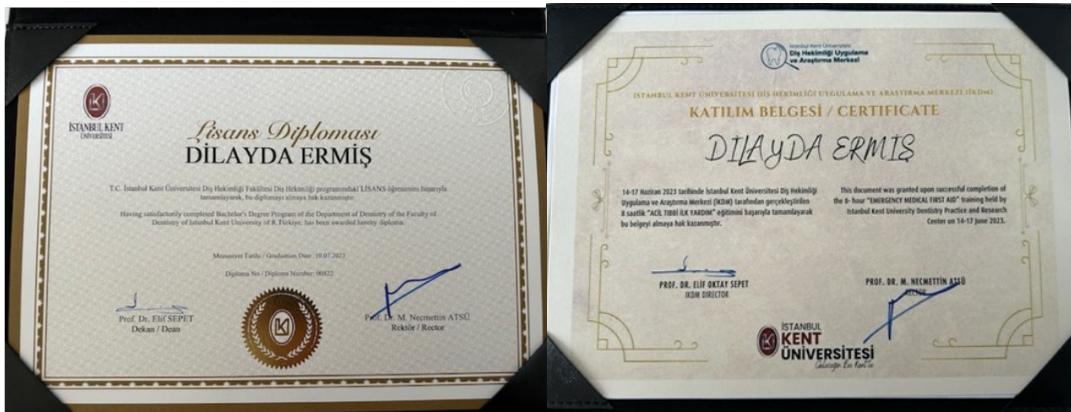 İSTANBUL KENT
ÜNİVERSİTESİ
Lisans Diploması
DİLAYDA ERMİŞ
T.C. İstanbul Kent Üniversitesi Diş Hekimliği Fakültesi Diş Hekimliği programındaki LİSANS öğrenimini başarıyla
tamamlayarak, bu diplomayı almaya hak kazanmıştır.
Having satisfactorily completed Bachelor's Degree Program of the Department of Dentistry of the Faculty of
Dentistry of Istanbul Kent University of R.Türkiye, has been awarded hereby diploma.
Mezuniyet Tarihi / Graduation Date: 10.07.2023
Diploma No / Diploma Number: 00822
Prof. Dr. Elif SEPET
Dekan / Dean
Prof. Dr. M. Necmettin ATSÜ
Rektör / Rector
İstanbul Kent Üniversitesi
Diş Hekimliği Uygulama
ve Araştırma Merkezi
İSTANBUL KENT ÜNİVERSİTESİ DİŞ HEKİMLİĞİ UYGULAMA VE ARAŞTIRMA MERKEZİ (İKDM)
KATILIM BELGESİ / CERTIFICATE
DİLAYDA ERMİŞ
14-17 Haziran 2023 tarihinde İstanbul Kent Üniversitesi Diş Hekimliği
Uygulama ve Araştırma Merkezi (İKDM) tarafından gerçekleştirilen
8 saatlik "ACİL TIBBİ İLK YARDIM" eğitimini başarıyla tamamlayarak
bu belgeyi almaya hak kazanmıştır.
This document was granted upon successful completion of
the 8- hour "EMERGENCY MEDICAL FIRST AID" training held by
Istanbul Kent University Dentistry Practice and Research
Center on 14-17 June 2023.
PROF. DR. ELİF OKTAY SEPET
IKDM DIRECTOR
PROF. DR. M. NECMETTİN ATSÜ
RECTOR
İSTANBUL
KENT
ÜNİVERSİTESİ
Geleceğin Bu Kent'te